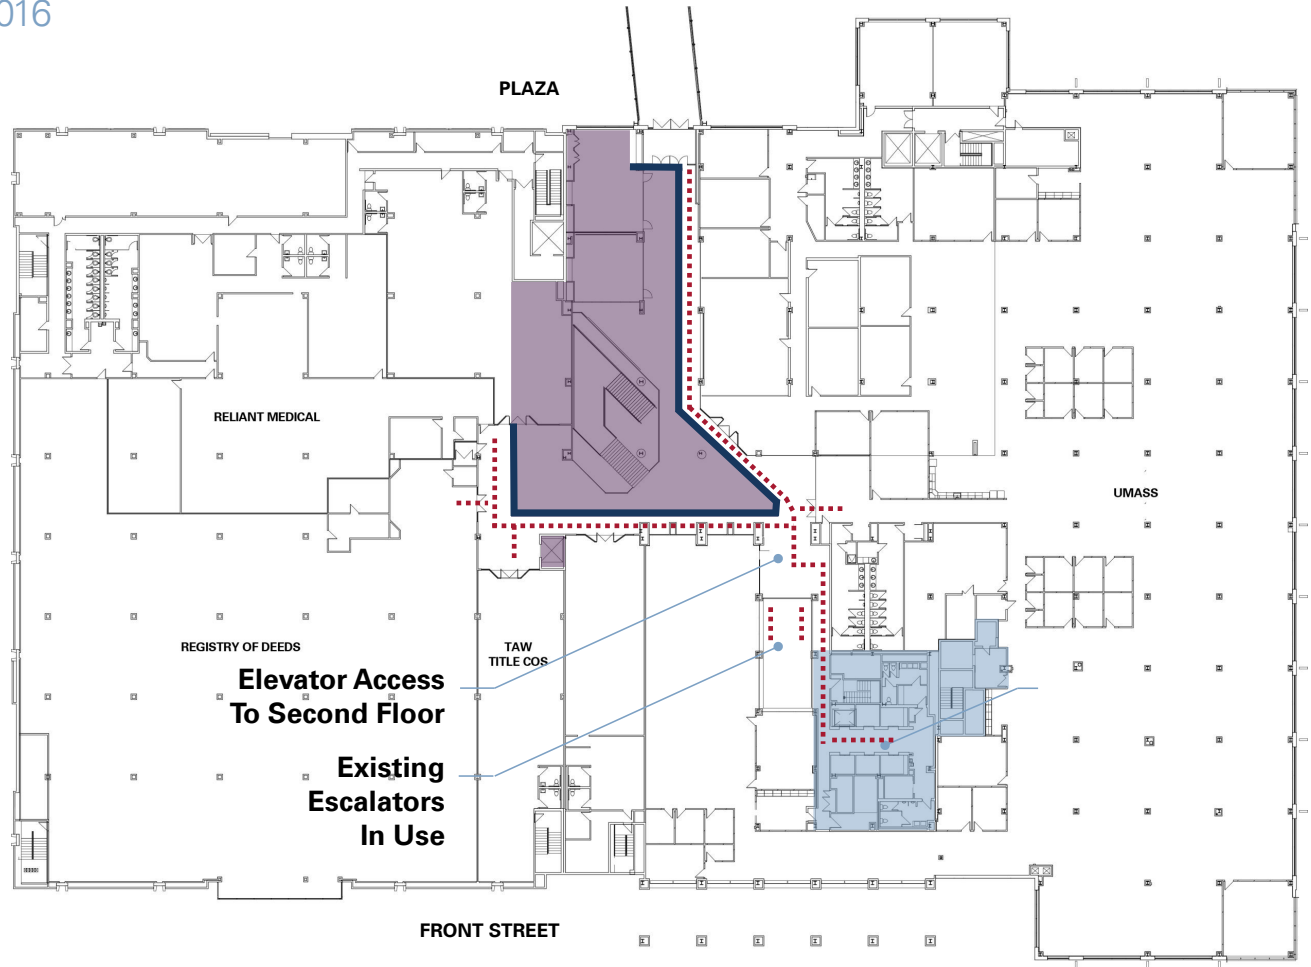 016
PLAZA
RELIANT MEDICAL
UMASS
REGISTRY OF DEEDS
TAW
TITLE COS
Elevator Access
To Second Floor
Existing
Escalators
In Use
FRONT STREET